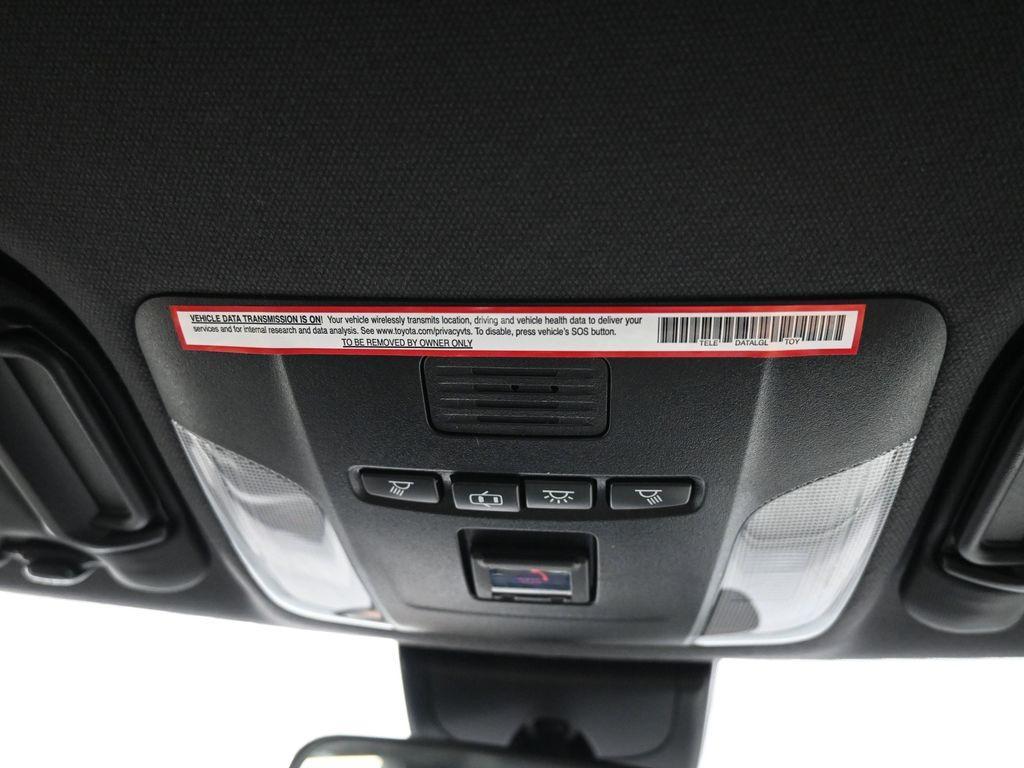 VEHICLE DATA TRANSMISSION IS ON! Your vehicle wirelessly transmits location, driving and vehicle health data to deliver your
services and for internal research and data analysis. See www.toyota.com/privacyvts. To disable, press vehicle's SOS button.
TO BE REMOVED BY OWNER ONLY
TELE DATALGL TOY